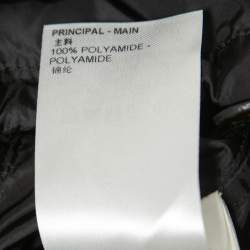 PRINCIPAL - MAIN
主料
100% POLYAMIDE -
POLYAMIDE
锦纶